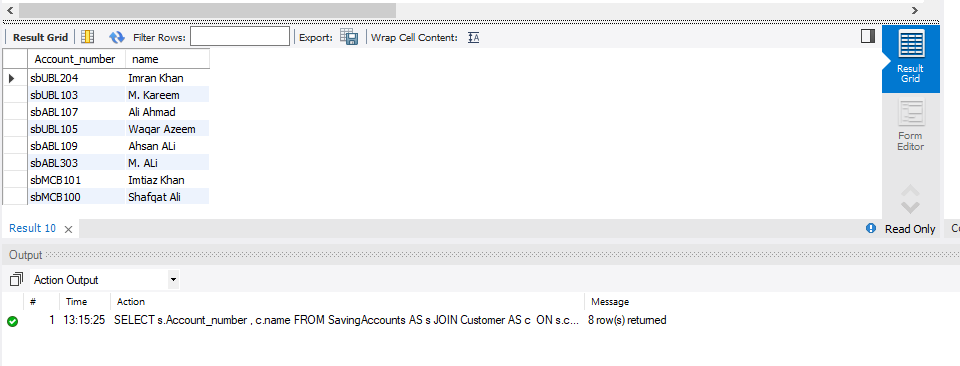 Result Grid Filter Rows: Export: Wrap Cell Content: IA
Account_number name
sbUBL204 Imran Khan
sbUBL103 M. Kareem
sbABL107 Ali Ahmad
sbUBL105 Waqar Azeem
sbABL109 Ahsan ALi
sbABL303 M. ALi
sbMCB101 Imtiaz Khan
sbMCB100 Shafqat Ali
Result
Grid
Form
Editor
Result 10 Read Only
Output
Action Output
# Time Action Message
1 13:15:25 SELECT s.Account_number , c.name FROM SavingAccounts AS s JOIN Customer AS c ON s.c... 8 row(s) returned